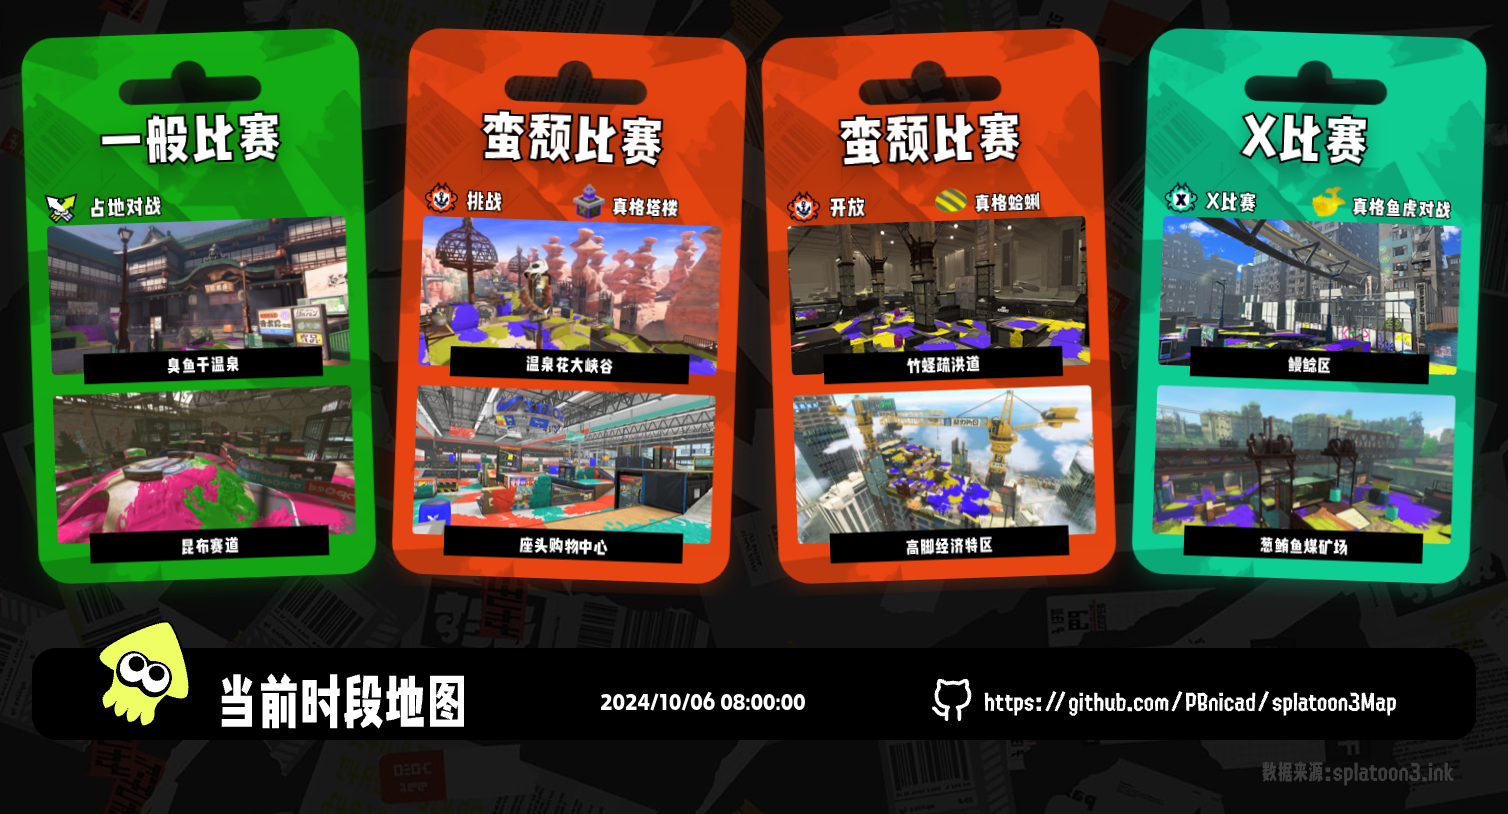 一般比赛
占地对战
臭鱼干温泉
昆布赛道
蛮颓比赛
挑战
真格塔楼
温泉花大峡谷
座头购物中心
蛮颓比赛
开放
真格蛤蜊
竹蛏疏洪道
高脚经济特区
X比赛
X比赛
真格鱼虎对战
鳗鲶区
葱鲔鱼煤矿场
当前时段地图
2024/10/06 08:00:00
https://github.com/PBnicad/splatoon3Map
数据来源:splatoon3.ink